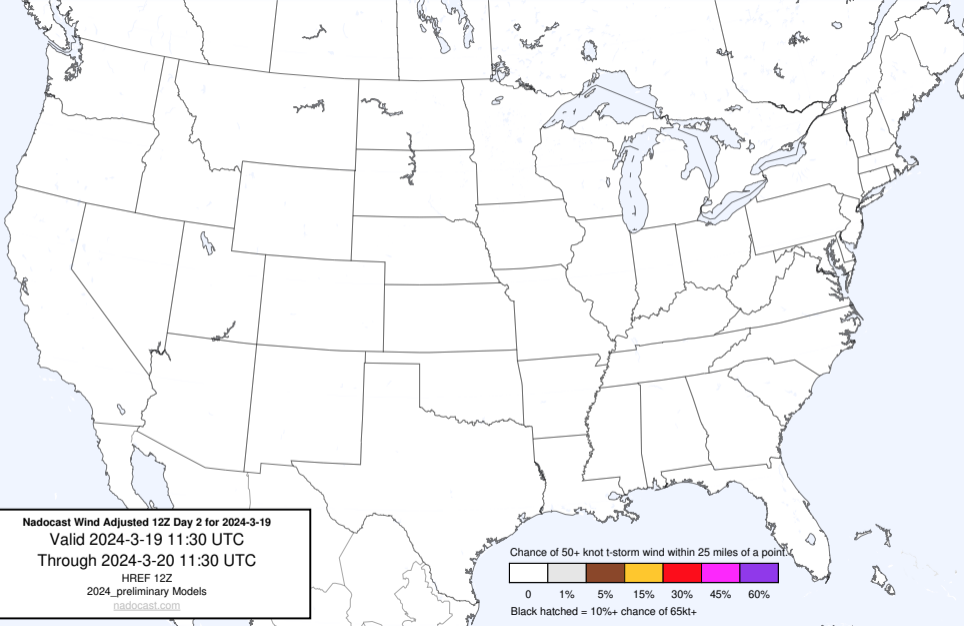 Nadocast Wind Adjusted 12Z Day 2 for 2024-3-19
Valid 2024-3-19 11:30 UTC
Through 2024-3-20 11:30 UTC
HREF 12Z
2024_preliminary Models
nadocast.com
Chance of 50+ knot t-storm wind within 25 miles of a point.
0 1% 5% 15% 30% 45% 60%
Black hatched = 10%+ chance of 65kt+